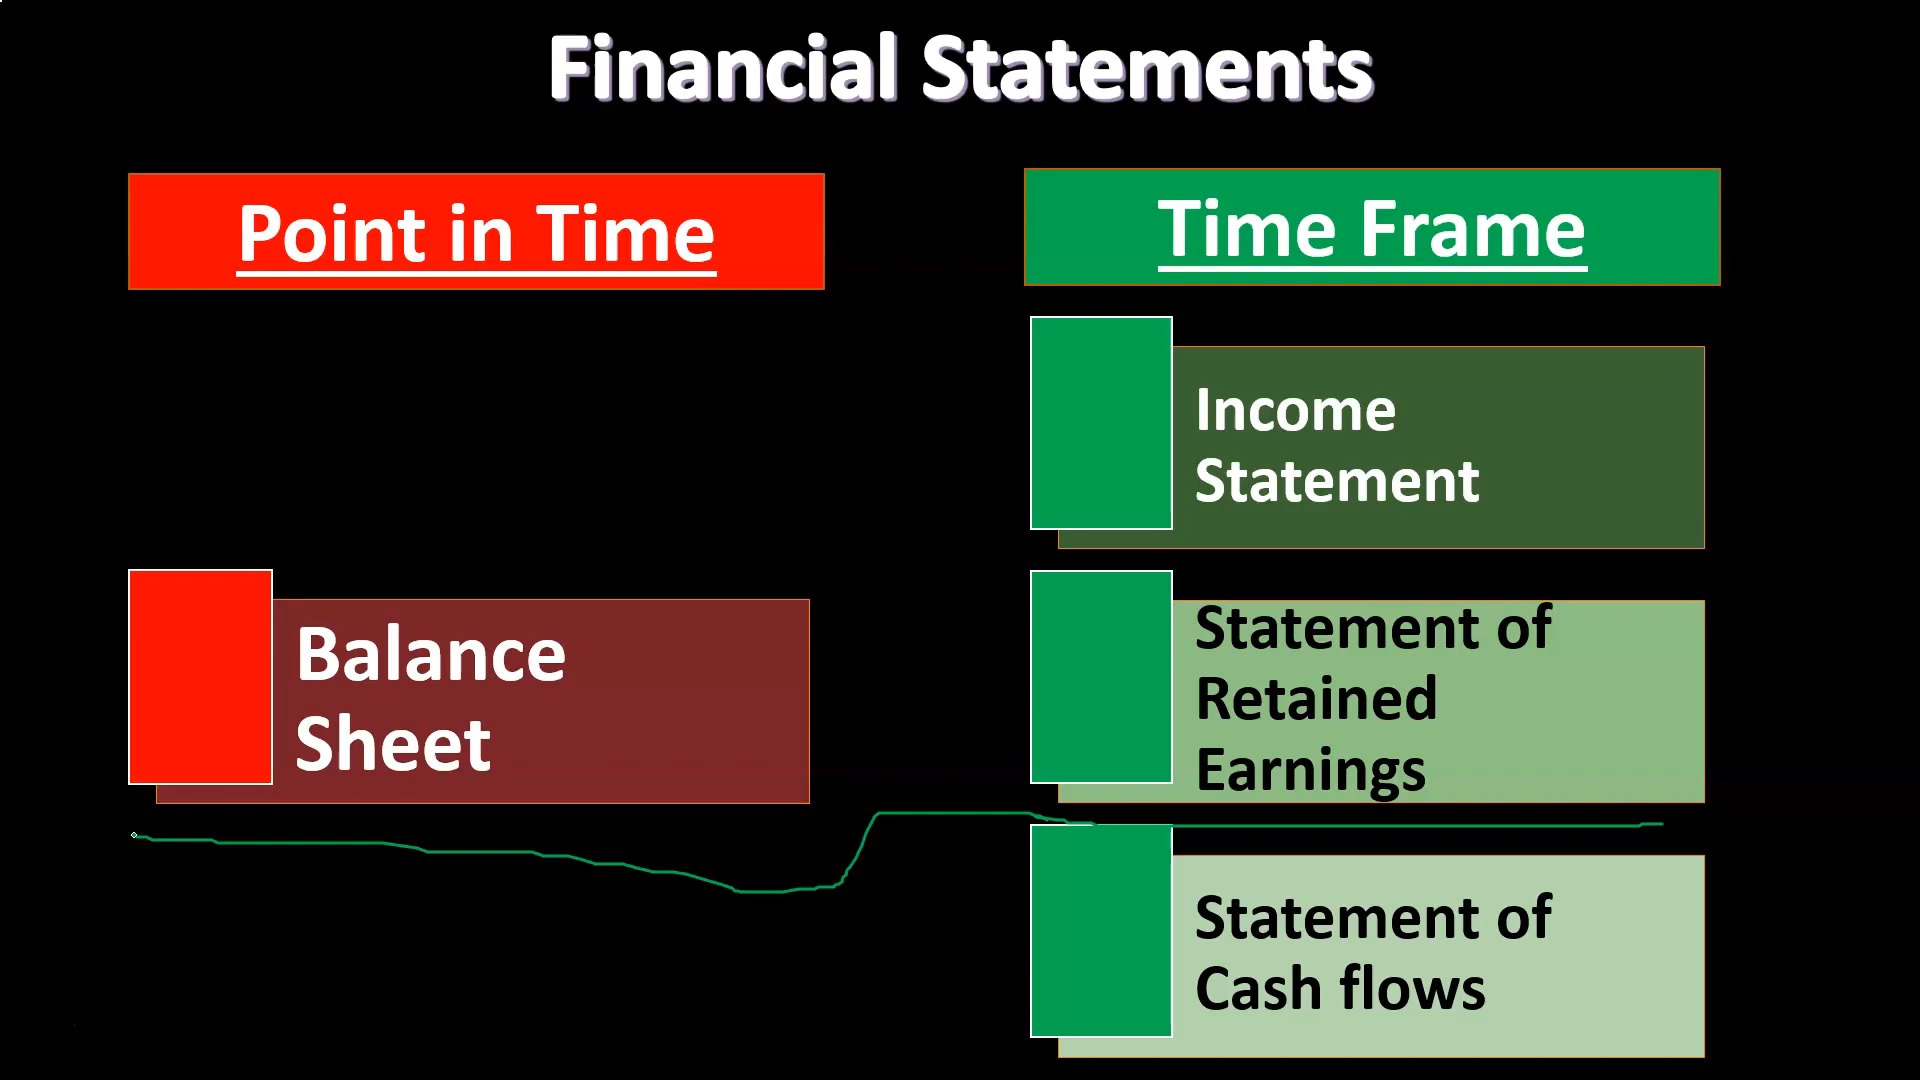 Financial Statements
Point in Time
Time Frame
Income
Statement
Balance
Sheet
Statement of
Retained
Earnings
Statement of
Cash flows